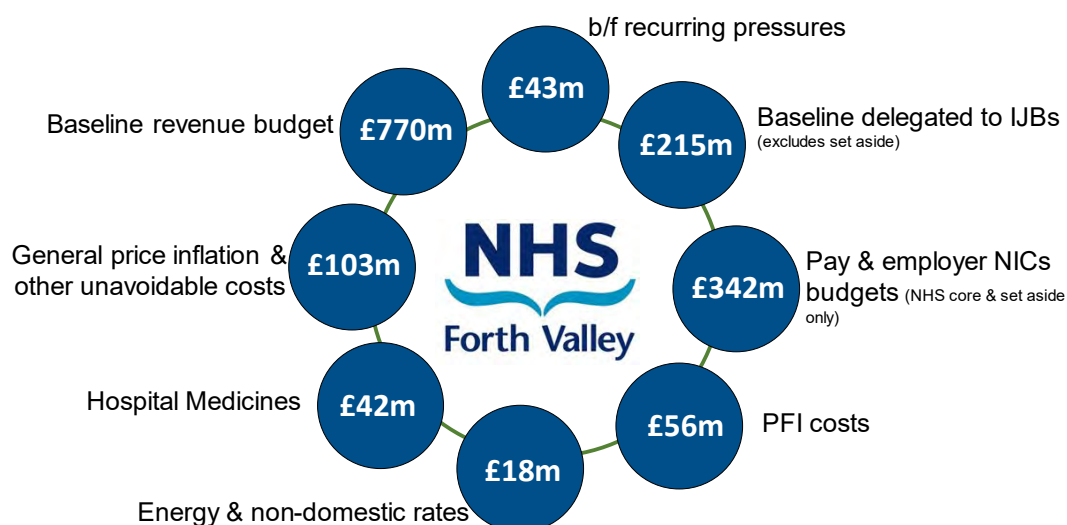 b/f recurring pressures
£43m
Baseline revenue budget
£770m
£215m
Baseline delegated to IJBs
(excludes set aside)
General price inflation &
other unavoidable costs
£103m
NHS
Forth Valley
£342m
Pay & employer NICs
budgets (NHS core & set aside
only)
Hospital Medicines
£42m
£56m
PFI costs
£18m
Energy & non-domestic rates